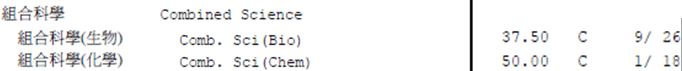 組合科學 Combined Science
組合科學(生物) Comb. Sci(Bio) 37.50 C 9/ 26
組合科學(化學) Comb. Sci(Chem) 50.00 C 1/ 18